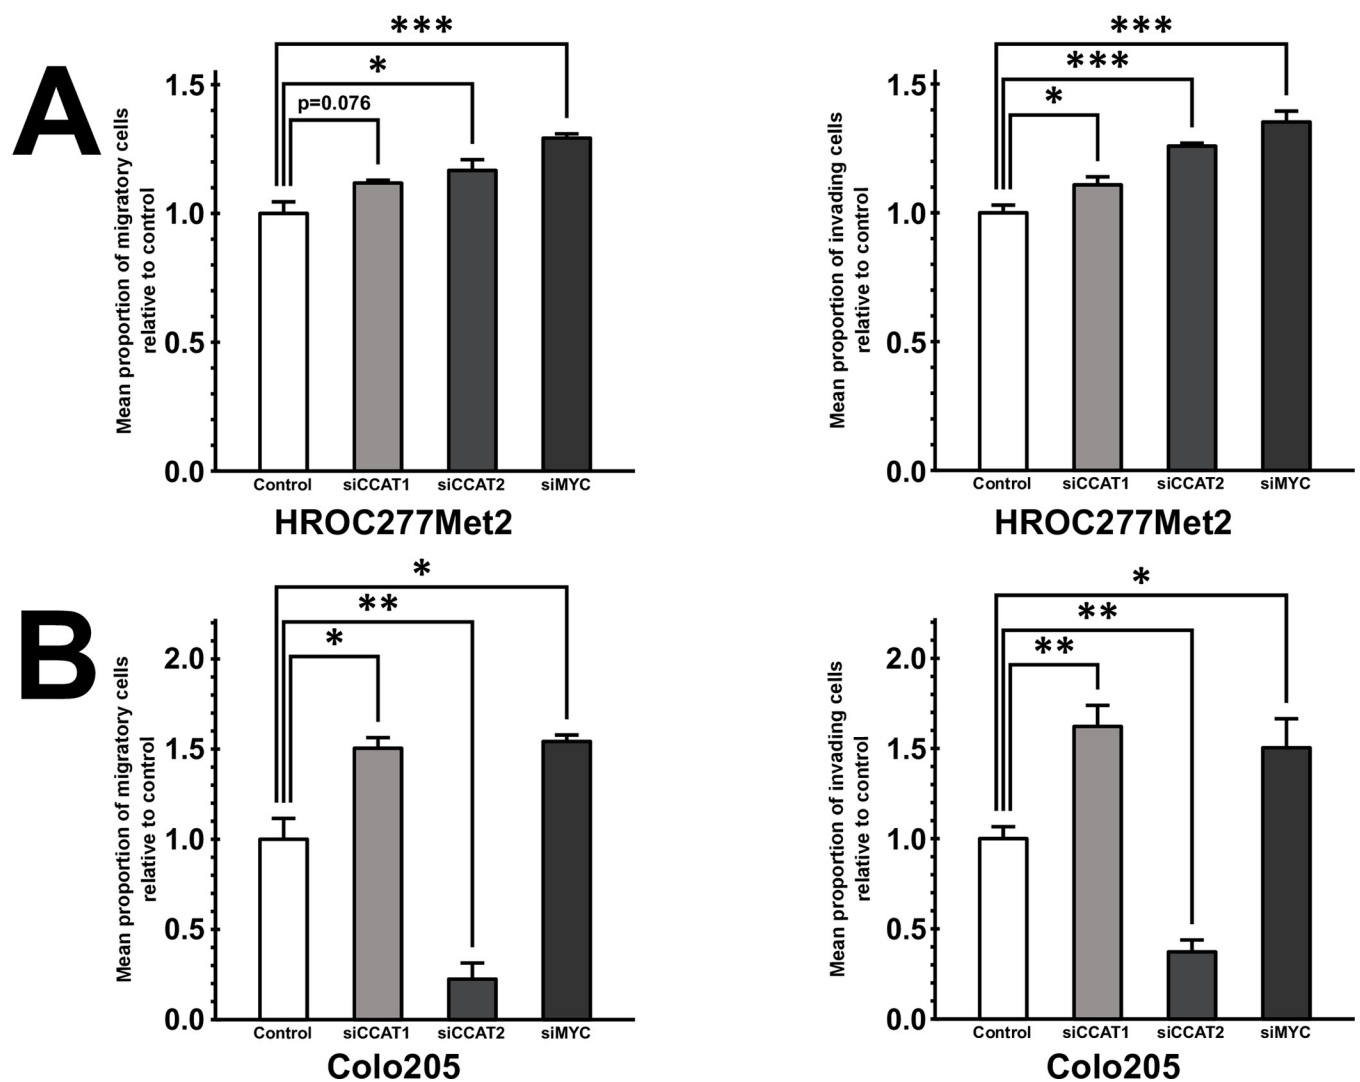 A
***
*
p=0.076
1.5
1.0
0.5
0.0
Mean proportion of migratory cells
relative to control
Control siCCAT1 siCCAT2 siMYC
HROC277Met2
***
***
*
1.5
1.0
0.5
0.0
Mean proportion of invading cells
relative to control
Control siCCAT1 siCCAT2 siMYC
HROC277Met2
B
*
**
*
2.0
1.5
1.0
0.5
0.0
Mean proportion of migratory cells
relative to control
Control siCCAT1 siCCAT2 siMYC
Colo205
*
**
**
2.0
1.5
1.0
0.5
0.0
Mean proportion of invading cells
relative to control
Control siCCAT1 siCCAT2 siMYC
Colo205